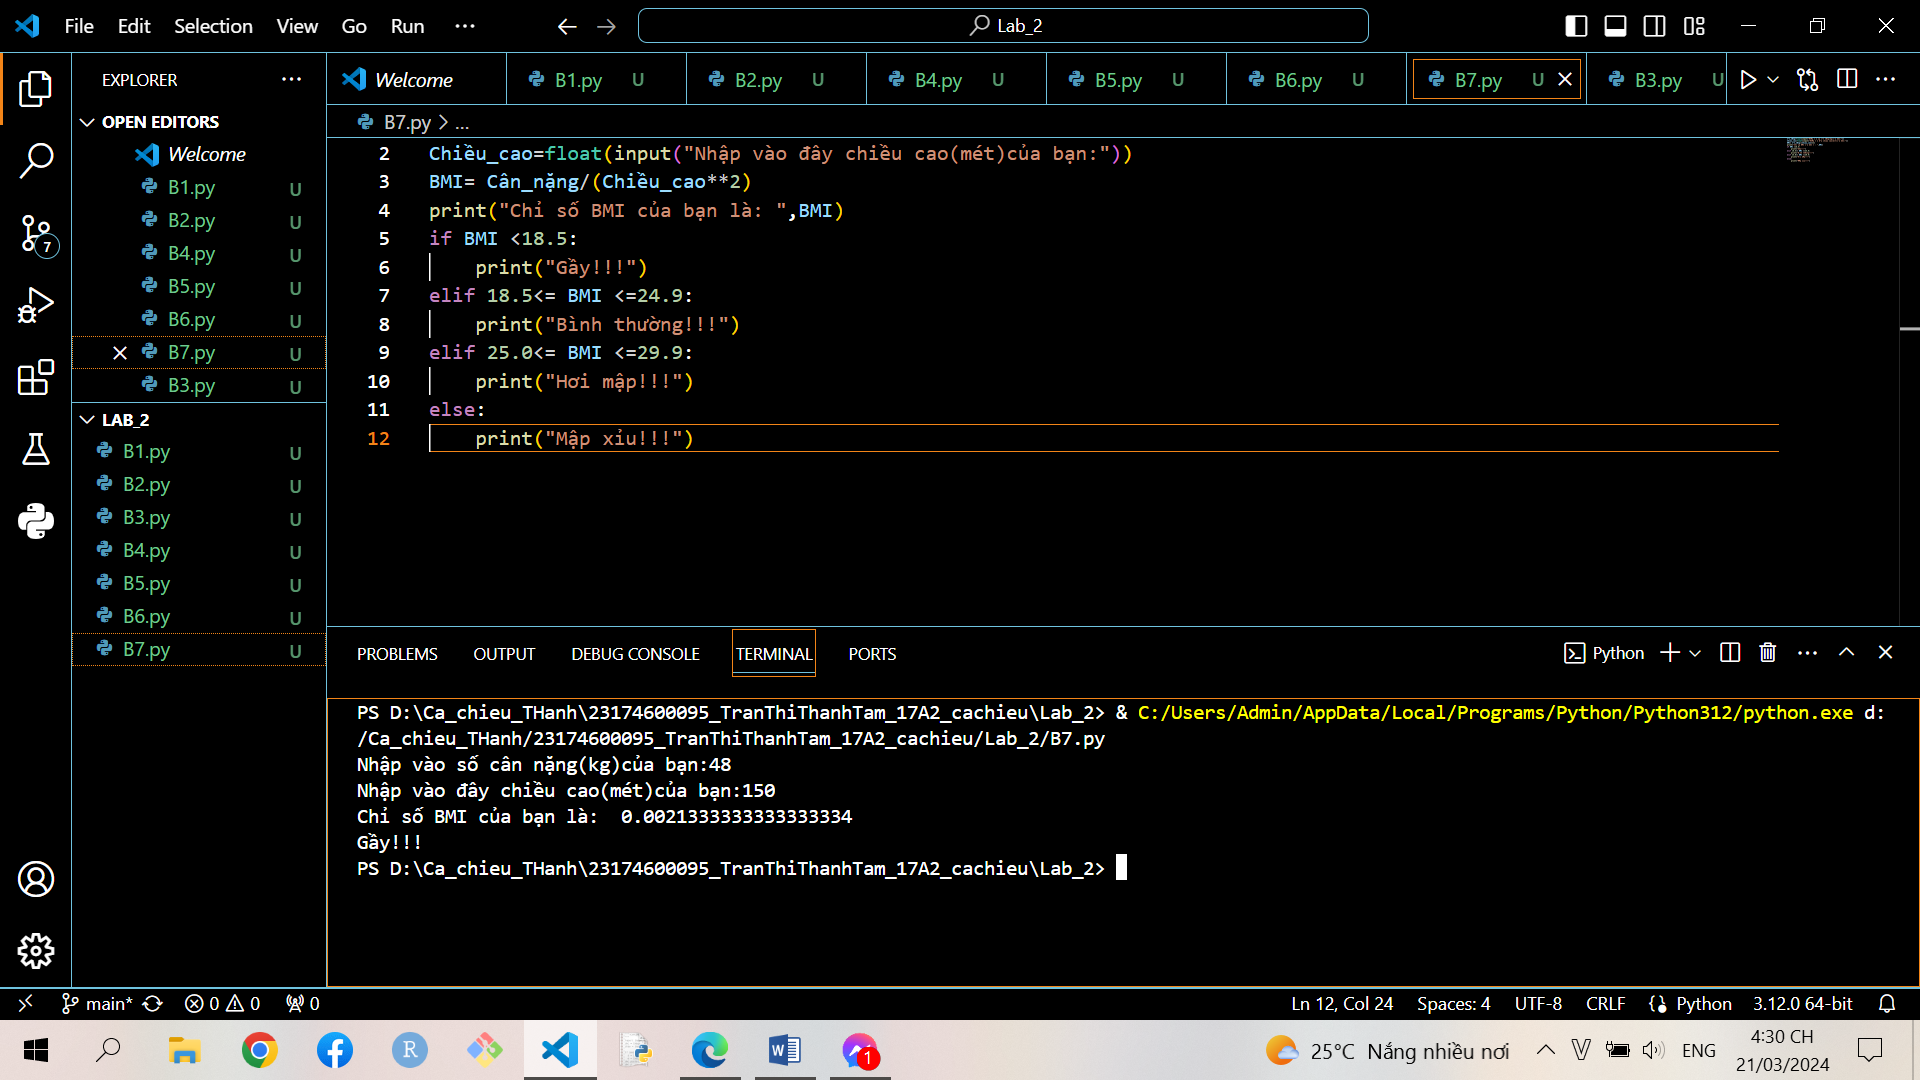 File Edit Selection View Go Run ··· Lab_2
EXPLORER ···
OPEN EDITORS
Welcome
B1.py U
B2.py U
B4.py U
B5.py U
B6.py U
B7.py U
B3.py U
LAB_2
B1.py U
B2.py U
B3.py U
B4.py U
B5.py U
B6.py U
B7.py U
7
Welcome B1.py U B2.py U B4.py U B5.py U B6.py U B7.py U B3.py U
B7.py > ...
2 Chiều_cao=float(input("Nhập vào đây chiều cao(mét)của bạn:"))
3 BMI= Cân_nặng/(Chiều_cao**2)
4 print("Chỉ số BMI của bạn là: ",BMI)
5 if BMI <18.5:
6 print("Gầy!!!")
7 elif 18.5<= BMI <=24.9:
8 print("Bình thường!!!")
9 elif 25.0<= BMI <=29.9:
10 print("Hơi mập!!!")
11 else:
12 print("Mập xỉu!!!")
PROBLEMS OUTPUT DEBUG CONSOLE TERMINAL PORTS Python
PS D:\Ca_chieu_THanh\23174600095_TranThiThanhTam_17A2_cachieu\Lab_2> & C:/Users/Admin/AppData/Local/Programs/Python/Python312/python.exe d:
/Ca_chieu_THanh/23174600095_TranThiThanhTam_17A2_cachieu/Lab_2/B7.py
Nhập vào số cân nặng(kg)của bạn:48
Nhập vào đây chiều cao(mét)của bạn:150
Chỉ số BMI của bạn là:  0.0021333333333333334
Gầy!!!
PS D:\Ca_chieu_THanh\23174600095_TranThiThanhTam_17A2_cachieu\Lab_2>
main* 0 0 0 Ln 12, Col 24 Spaces: 4 UTF-8 CRLF Python 3.12.0 64-bit
R 1 25°C Nắng nhiều nơi ENG 4:30 CH
21/03/2024